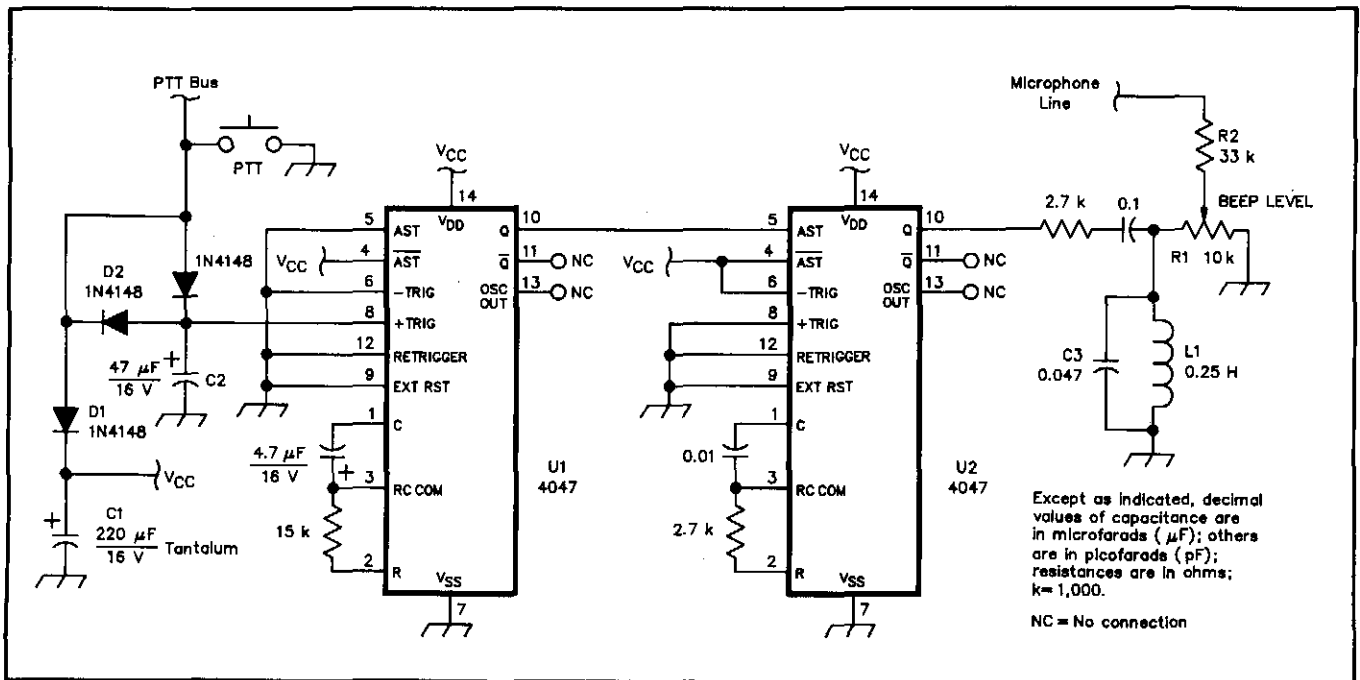 PTT Bus
PTT
1N4148
D2
1N4148
47 µF
16 V
C2
D1
1N4148
VCC
C1
220 µF
16 V
Tantalum
VCC
14
VDD
5 AST
VCC
4 AST
6 -TRIG
8 +TRIG
12 RETRIGGER
9 EXT RST
1 C
4.7 µF
16 V
3 RC COM
15 k
2 R
VSS
7
Q 10
Q 11 NC
OSC OUT 13 NC
U1
4047
VCC
14
VDD
5 AST
VCC
4 AST
6 -TRIG
8 +TRIG
12 RETRIGGER
9 EXT RST
1 C
0.01
3 RC COM
2.7 k
2 R
VSS
7
Q 10
Q 11 NC
OSC OUT 13 NC
U2
4047
Microphone
Line
R2
33 k
2.7 k
0.1
BEEP LEVEL
R1 10 k
C3
0.047
L1
0.25 H
Except as indicated, decimal
values of capacitance are
in microfarads ( µF); others
are in picofarads ( pF);
resistances are in ohms;
k= 1,000.
NC = No connection